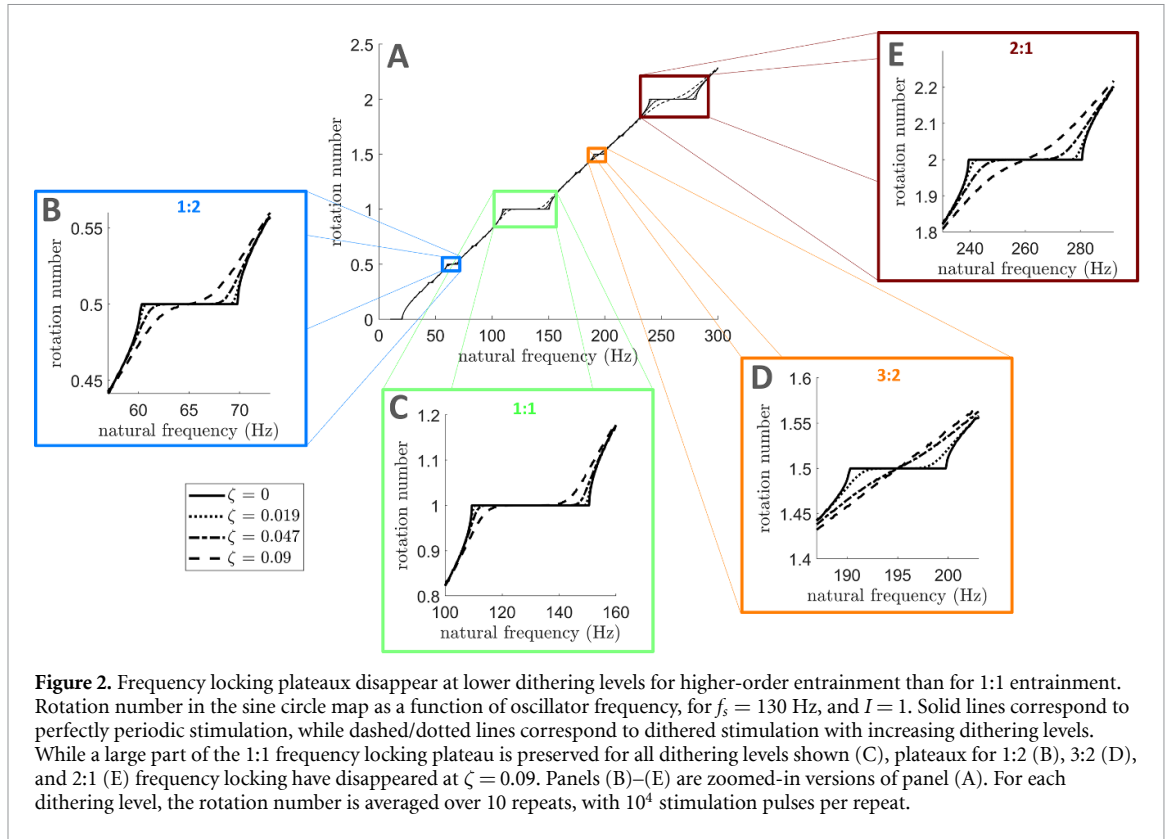 A
2.5
2
1.5
1
0.5
0
rotation number
0 50 100 150 200 250 300
natural frequency (Hz)
E
2:1
2.2
2.1
2
1.9
1.8
rotation number
240 260 280
natural frequency (Hz)
B
1:2
0.55
0.5
0.45
rotation number
60 65 70
natural frequency (Hz)
C
1:1
1.2
1.1
1
0.9
0.8
rotation number
100 120 140 160
natural frequency (Hz)
D
3:2
1.6
1.55
1.5
1.45
1.4
rotation number
190 195 200
natural frequency (Hz)
ζ = 0
ζ = 0.019
ζ = 0.047
ζ = 0.09
Figure 2. Frequency locking plateaux disappear at lower dithering levels for higher-order entrainment than for 1:1 entrainment.
Rotation number in the sine circle map as a function of oscillator frequency, for fs = 130 Hz, and I = 1. Solid lines correspond to
perfectly periodic stimulation, while dashed/dotted lines correspond to dithered stimulation with increasing dithering levels.
While a large part of the 1:1 frequency locking plateau is preserved for all dithering levels shown (C), plateaux for 1:2 (B), 3:2 (D),
and 2:1 (E) frequency locking have disappeared at ζ = 0.09. Panels (B)–(E) are zoomed-in versions of panel (A). For each
dithering level, the rotation number is averaged over 10 repeats, with 10⁴ stimulation pulses per repeat.